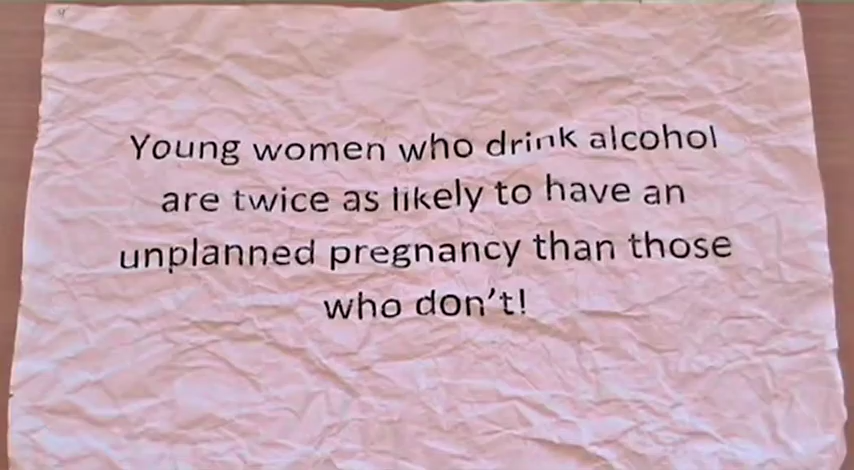 Young women who drink alcohol
are twice as likely to have an
unplanned pregnancy than those
who don't!